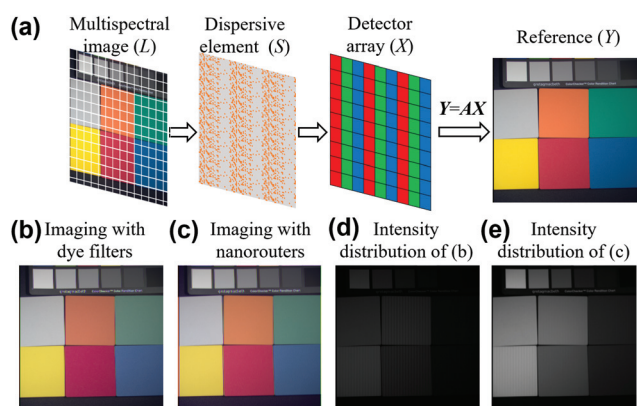 (a)
Multispectral
image (L)
Dispersive
element (S)
Detector
array (X)
Y=AX
Reference (Y)
(b) Imaging with
dye filters
(c) Imaging with
nanorouters
(d) Intensity
distribution of (b)
(e) Intensity
distribution of (c)